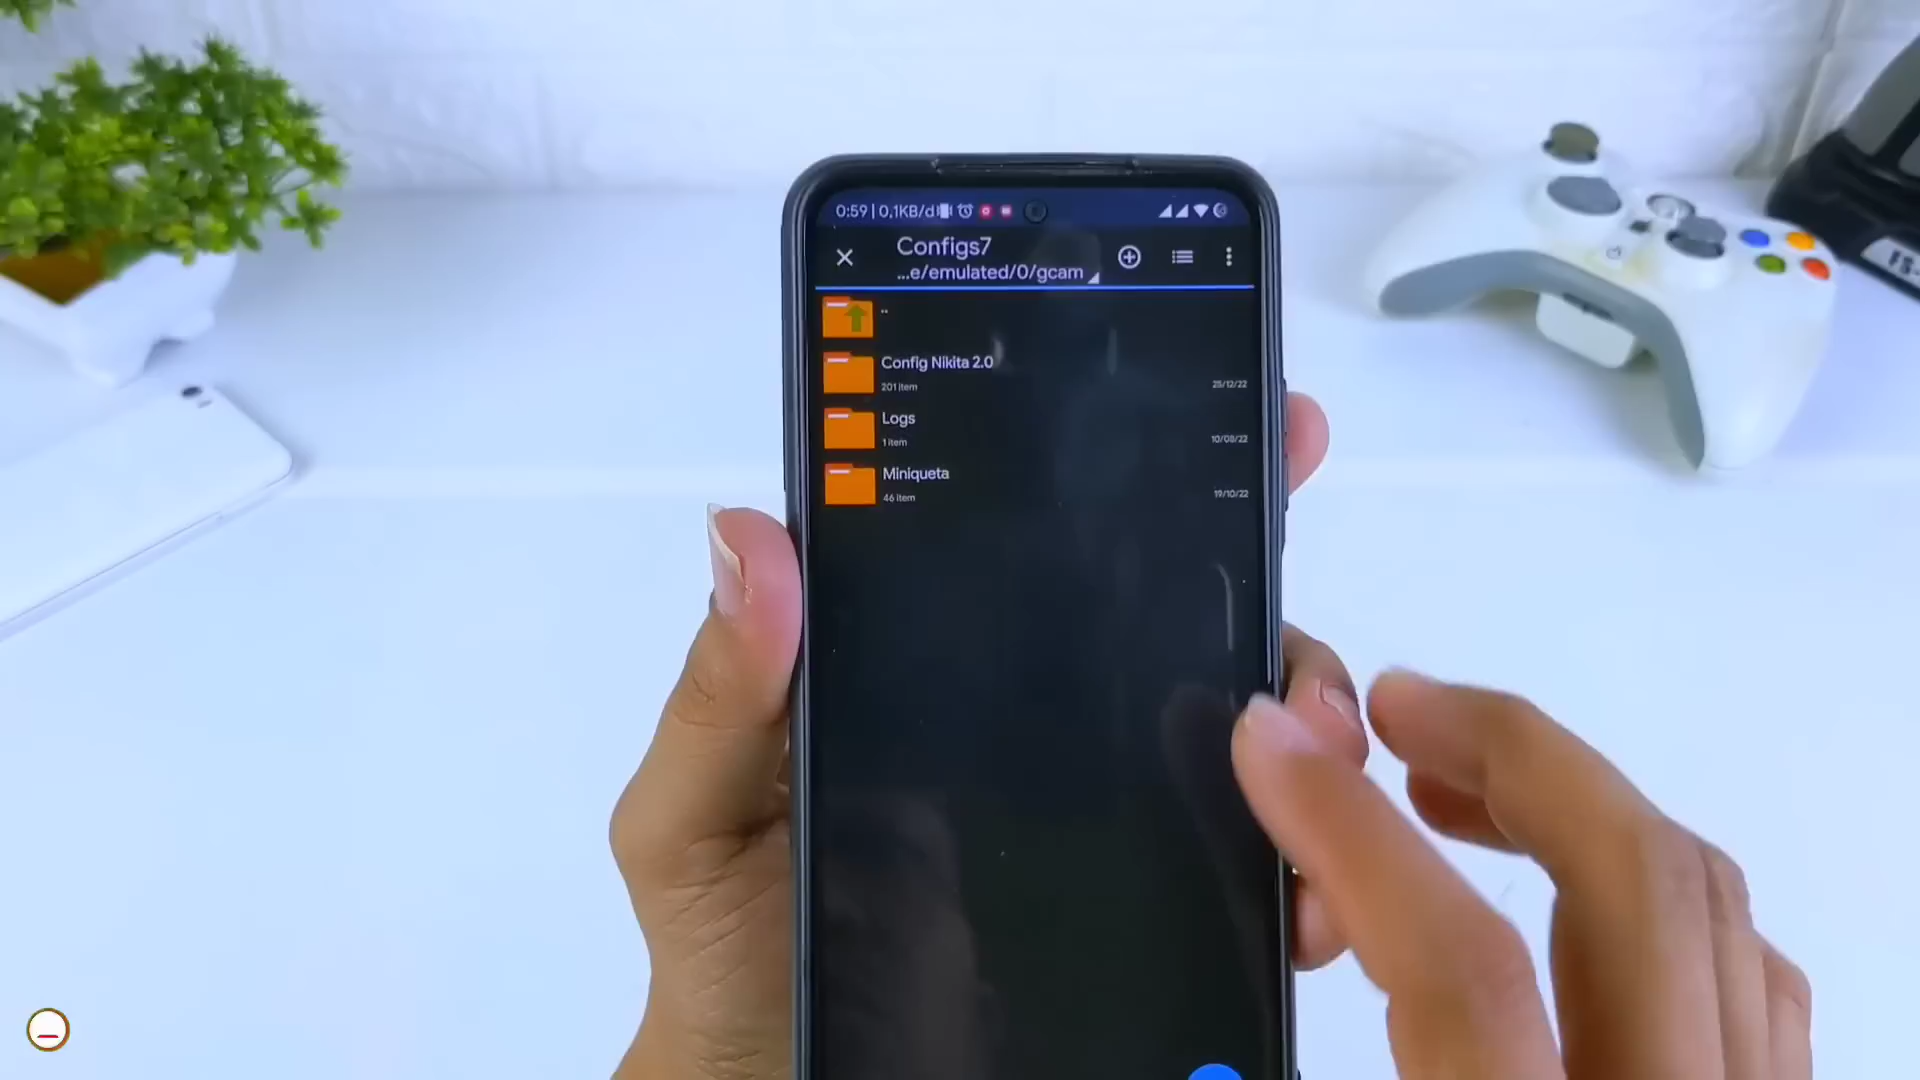 0:59 | 0,1KB/d
Configs7
...e/emulated/0/gcam
..
Config Nikita 2.0
201 item
25/12/22
Logs
1 item
10/08/22
Miniqueta
46 item
19/10/22